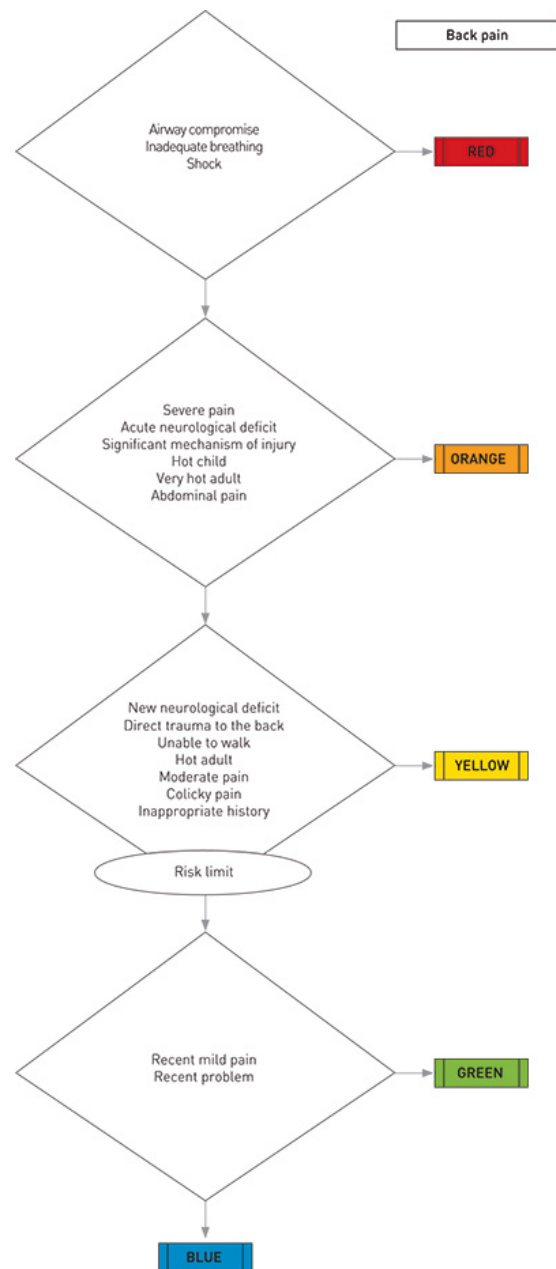 Back pain
Airway compromise
Inadequate breathing
Shock
RED
Severe pain
Acute neurological deficit
Significant mechanism of injury
Hot child
Very hot adult
Abdominal pain
ORANGE
New neurological deficit
Direct trauma to the back
Unable to walk
Hot adult
Moderate pain
Colicky pain
Inappropriate history
YELLOW
Risk limit
Recent mild pain
Recent problem
GREEN
BLUE